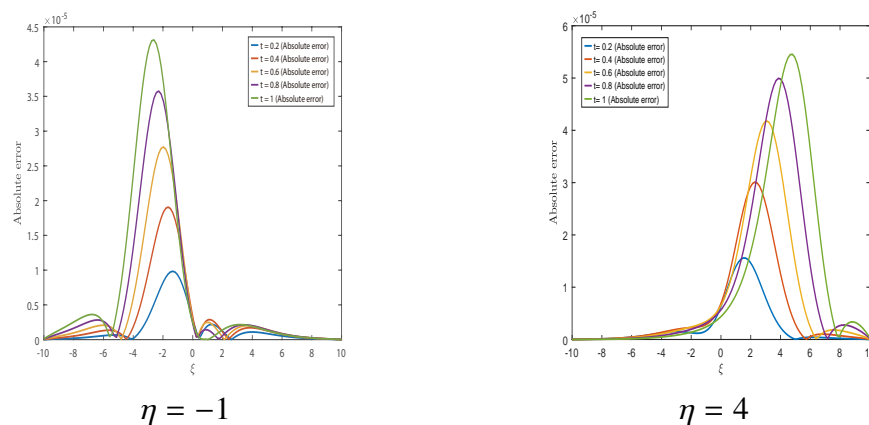 ×10⁻⁵
4.5
4
3.5
3
2.5
2
1.5
1
0.5
0
Absolute error
t = 0.2 (Absolute error)
t = 0.4 (Absolute error)
t = 0.6 (Absolute error)
t = 0.8 (Absolute error)
t = 1 (Absolute error)
-10 -8 -6 -4 -2 0 2 4 6 8 10
ξ
η = −1
6 ×10⁻⁵
5
4
3
2
1
0
Absolute error
t= 0.2 (Absolute error)
t= 0.4 (Absolute error)
t= 0.6 (Absolute error)
t= 0.8 (Absolute error)
t= 1 (Absolute error)
-10 -8 -6 -4 -2 0 2 4 6 8 10
ξ
η = 4